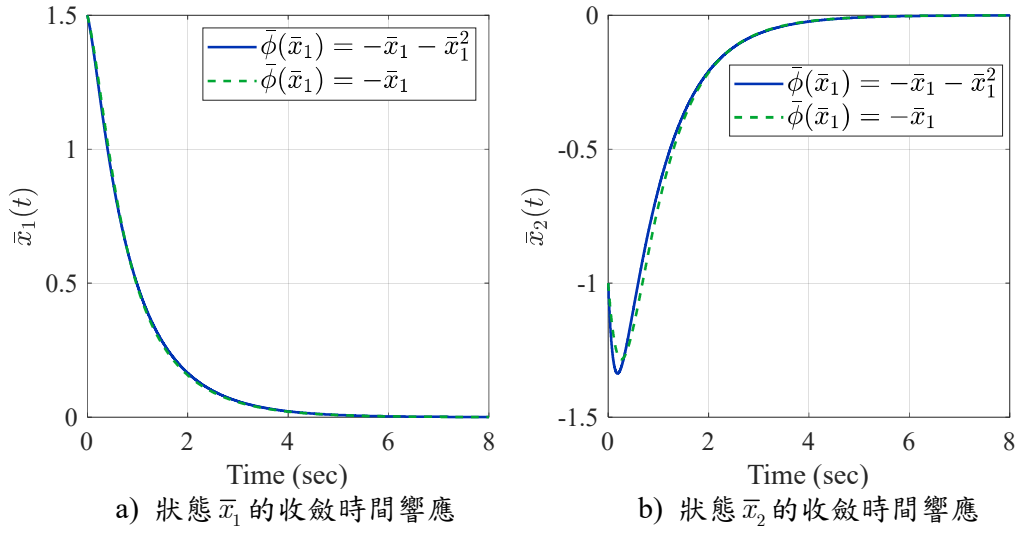 1.5
1
0.5
0
0 2 4 6 8
x̄₁(t)
Time (sec)
ϕ̄(x̄₁) = −x̄₁ − x̄₁²
ϕ̄(x̄₁) = −x̄₁
a) 狀態 x̄₁ 的收斂時間響應
0
-0.5
-1
-1.5
0 2 4 6 8
x̄₂(t)
Time (sec)
ϕ̄(x̄₁) = −x̄₁ − x̄₁²
ϕ̄(x̄₁) = −x̄₁
b) 狀態 x̄₂ 的收斂時間響應